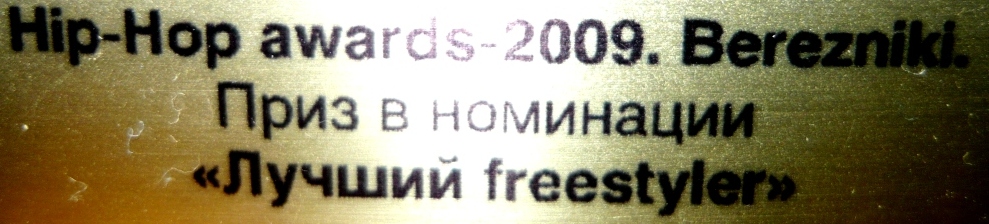 Hip-Hop awards-2009. Berezniki.
Приз в номинации
«Лучший freestyler»